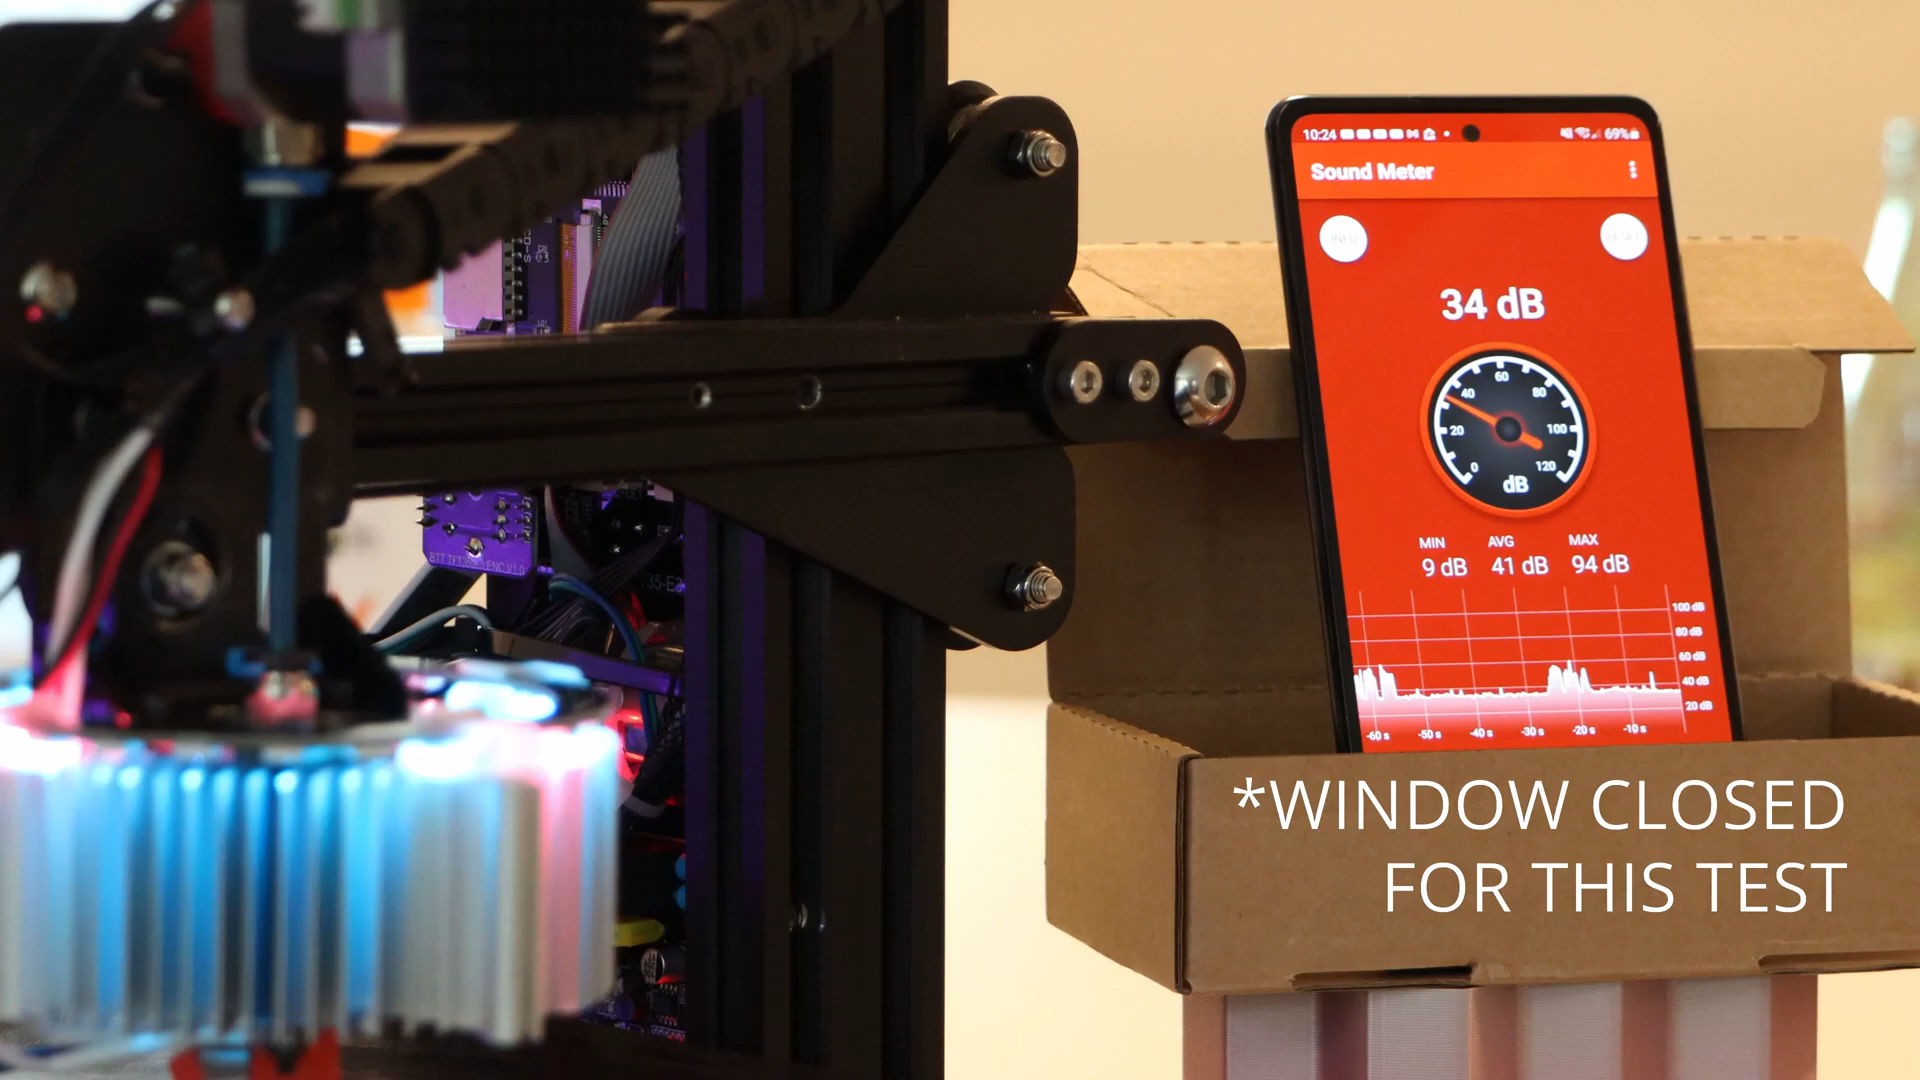 10:24
69%
Sound Meter
34 dB
60
40
80
20
100
0
120
dB
MIN
AVG
MAX
9 dB
41 dB
94 dB
100 dB
80 dB
60 dB
40 dB
20 dB
-60 s
-50 s
-40 s
-30 s
-20 s
-10 s
*WINDOW CLOSED
FOR THIS TEST